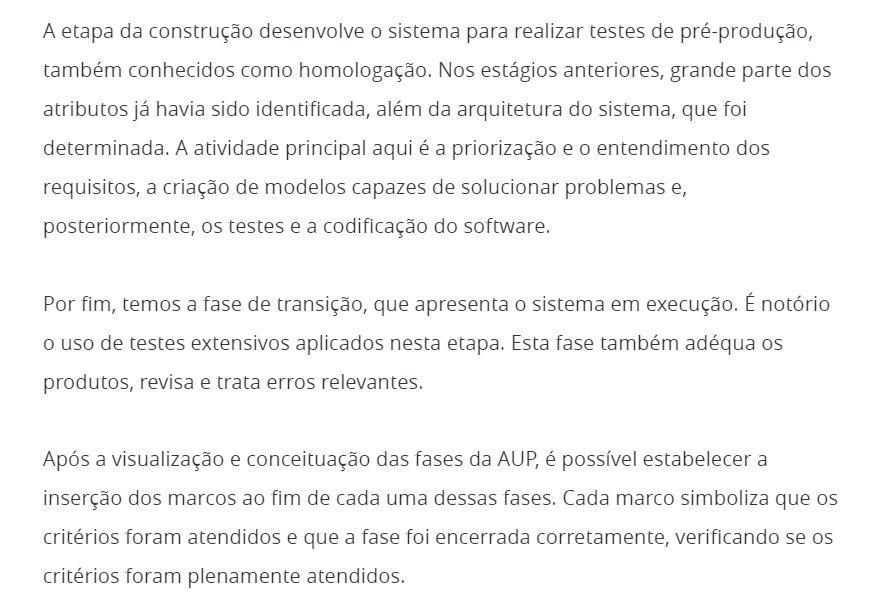 A etapa da construção desenvolve o sistema para realizar testes de pré-produção,
também conhecidos como homologação. Nos estágios anteriores, grande parte dos
atributos já havia sido identificada, além da arquitetura do sistema, que foi
determinada. A atividade principal aqui é a priorização e o entendimento dos
requisitos, a criação de modelos capazes de solucionar problemas e,
posteriormente, os testes e a codificação do software.
Por fim, temos a fase de transição, que apresenta o sistema em execução. É notório
o uso de testes extensivos aplicados nesta etapa. Esta fase também adéqua os
produtos, revisa e trata erros relevantes.
Após a visualização e conceituação das fases da AUP, é possível estabelecer a
inserção dos marcos ao fim de cada uma dessas fases. Cada marco simboliza que os
critérios foram atendidos e que a fase foi encerrada corretamente, verificando se os
critérios foram plenamente atendidos.